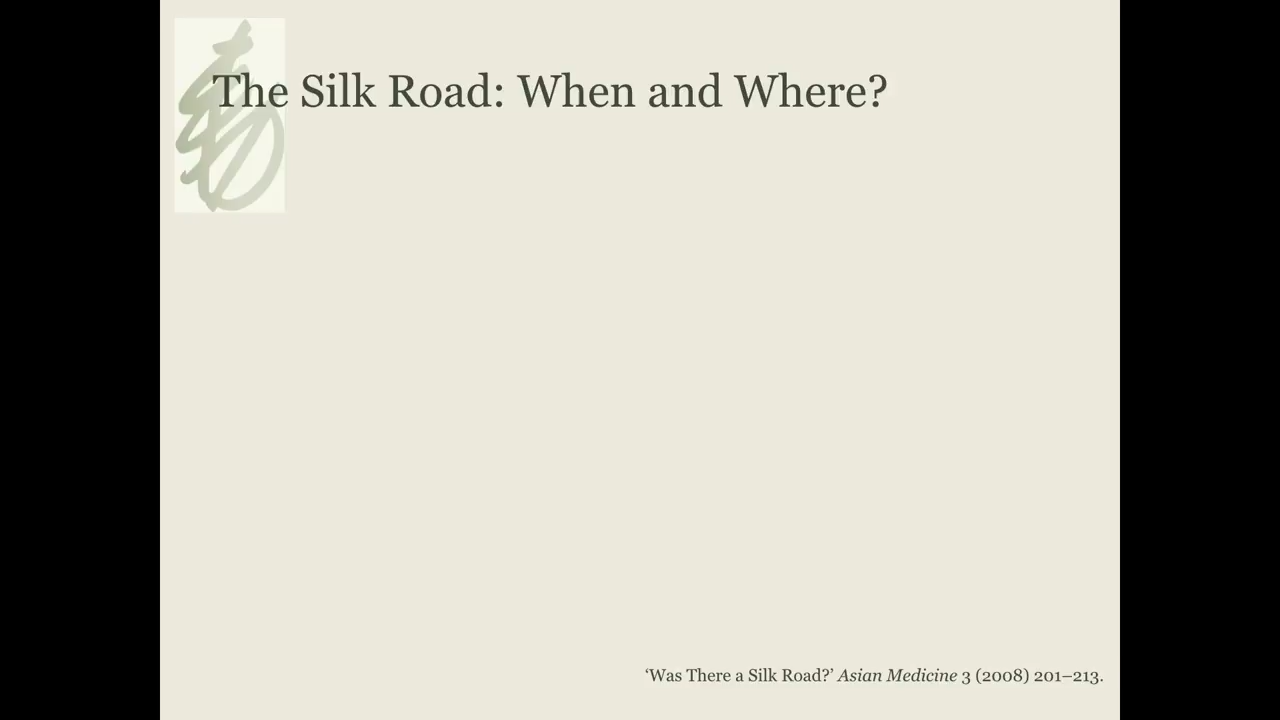 The Silk Road: When and Where?
‘Was There a Silk Road?’ Asian Medicine 3 (2008) 201–213.